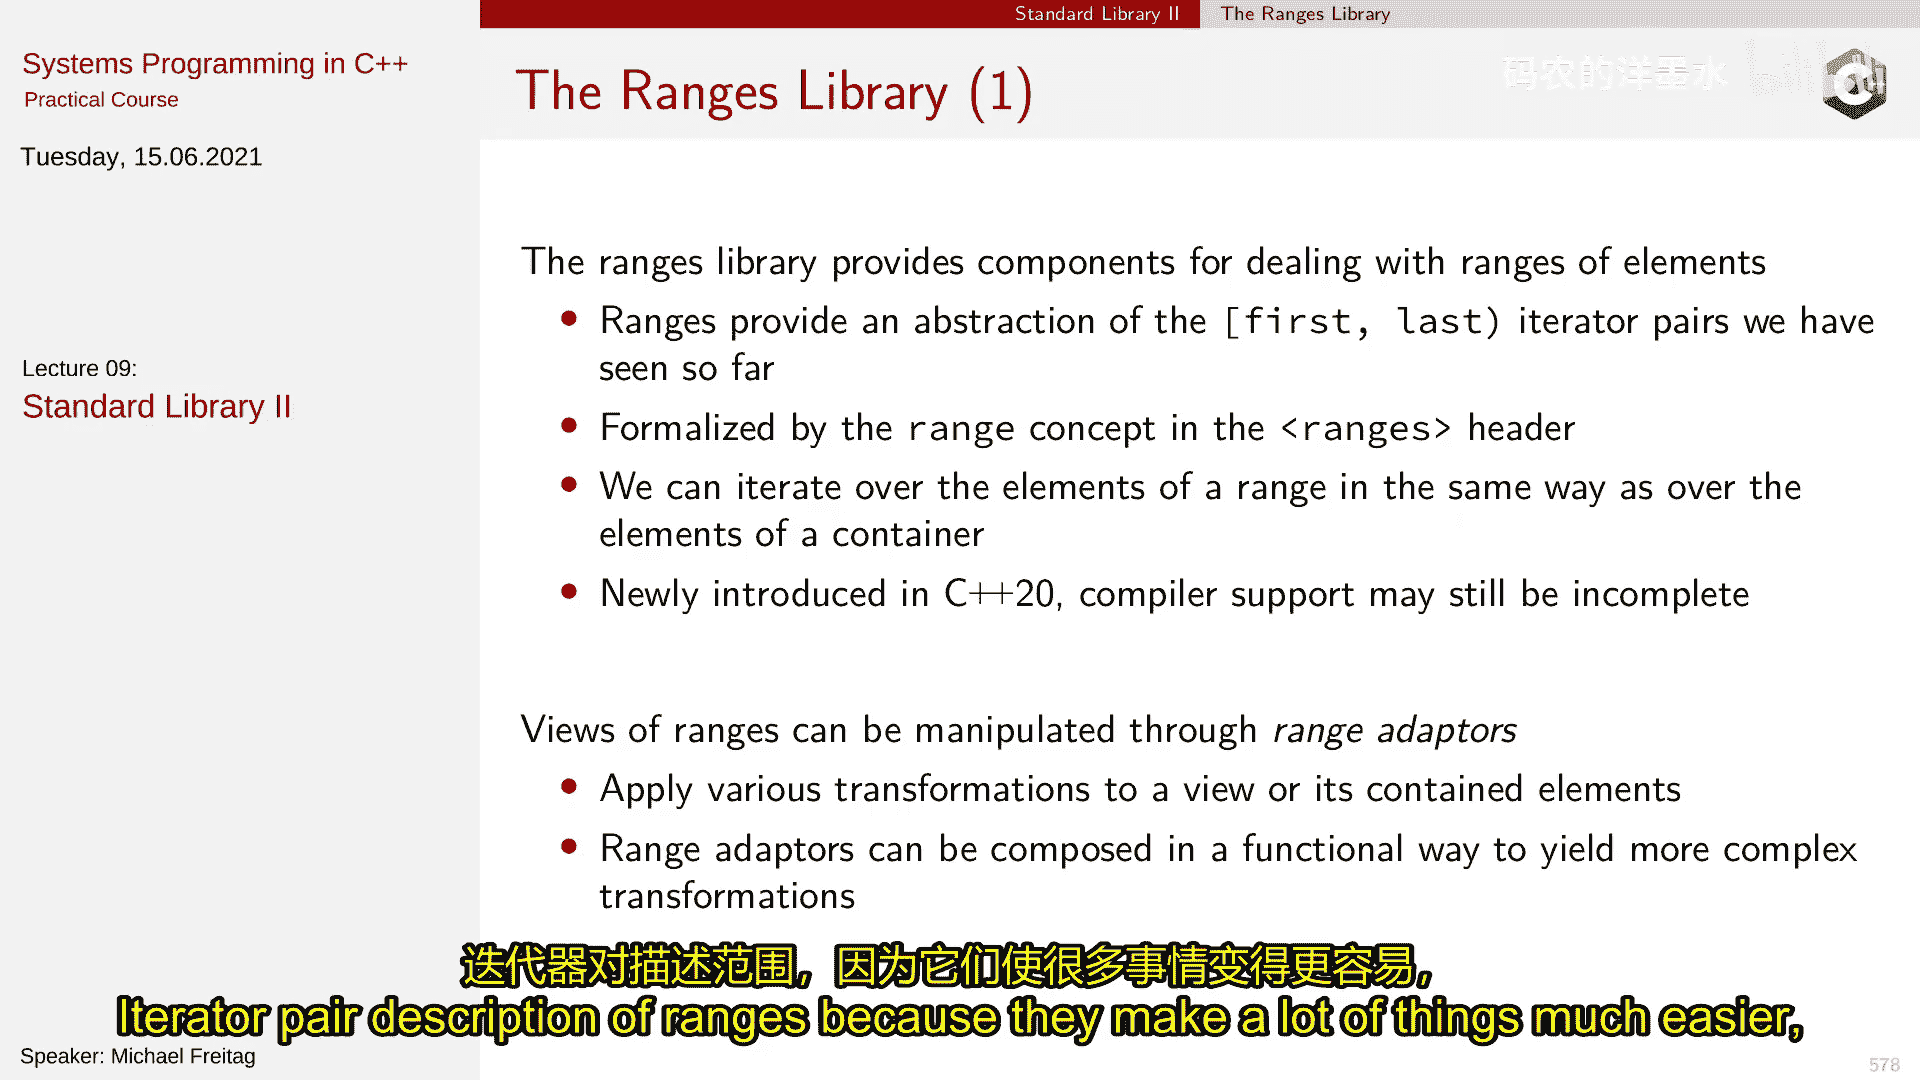 Standard Library II
The Ranges Library
Systems Programming in C++
Practical Course
Tuesday, 15.06.2021
Lecture 09:
Standard Library II
The Ranges Library (1)
码农的洋墨水
The ranges library provides components for dealing with ranges of elements
Ranges provide an abstraction of the [first, last) iterator pairs we have
seen so far
Formalized by the range concept in the <ranges> header
We can iterate over the elements of a range in the same way as over the
elements of a container
Newly introduced in C++20, compiler support may still be incomplete
Views of ranges can be manipulated through range adaptors
Apply various transformations to a view or its contained elements
Range adaptors can be composed in a functional way to yield more complex
transformations
迭代器对描述范围，因为它们使很多事情变得更容易，
Iterator pair description of ranges because they make a lot of things much easier,
Speaker: Michael Freitag
578